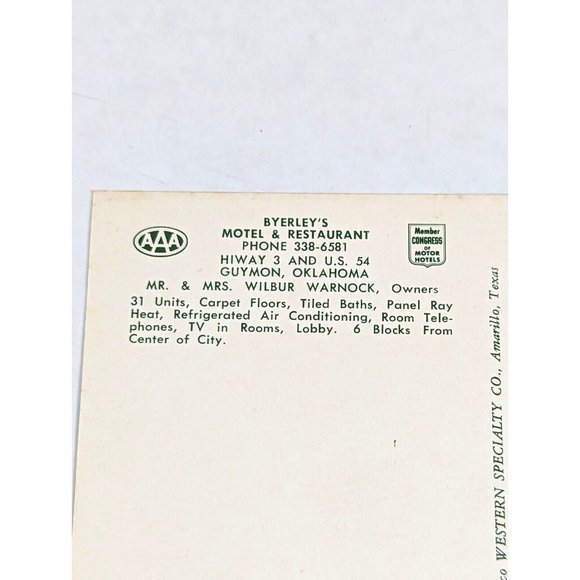 AAA
BYERLEY'S
MOTEL & RESTAURANT
PHONE 338-6581
HIWAY 3 AND U.S. 54
GUYMON, OKLAHOMA
MR. & MRS. WILBUR WARNOCK, Owners
31 Units, Carpet Floors, Tiled Baths, Panel Ray
Heat, Refrigerated Air Conditioning, Room Tele-
phones, TV in Rooms, Lobby. 6 Blocks From
Center of City.
Member
CONGRESS
OF
MOTOR
HOTELS
WESTERN SPECIALTY CO., Amarillo, Texas